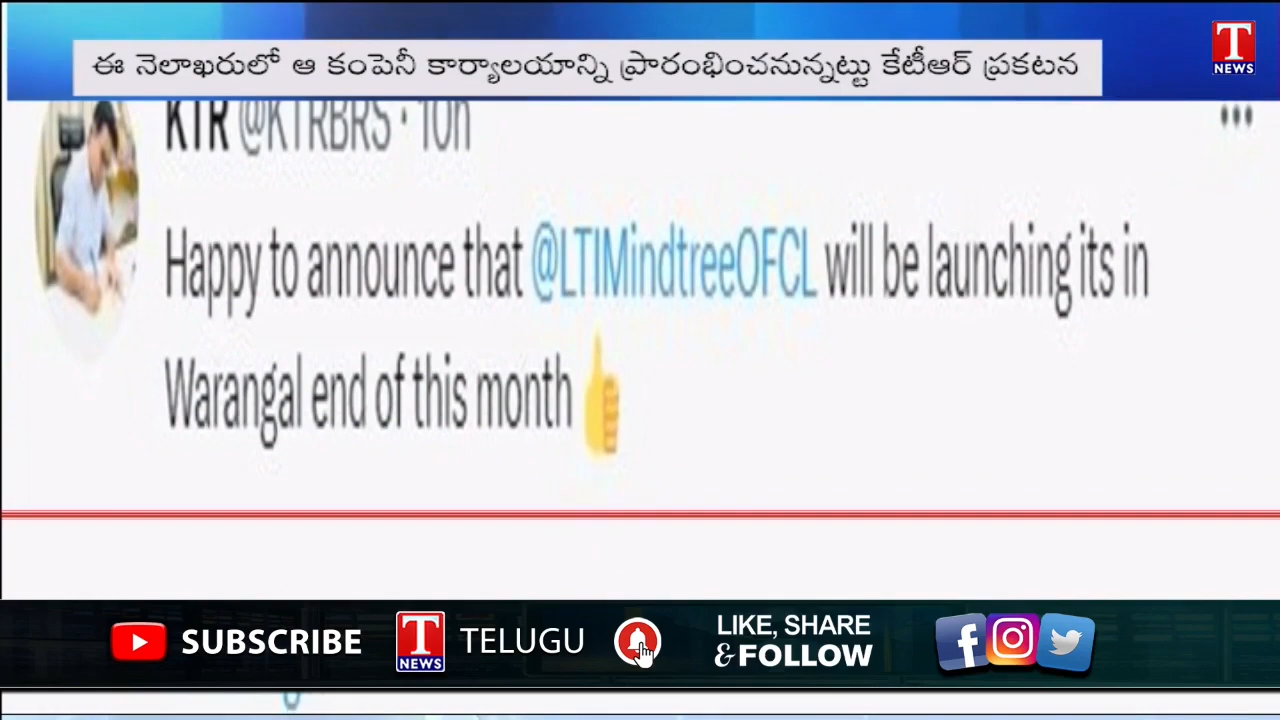 ఈ నెలాఖరులో ఆ కంపెనీ కార్యాలయాన్ని ప్రారంభించనున్నట్టు కేటీఆర్ ప్రకటన
T
NEWS
KTR @KTRBRS · 10h
Happy to announce that @LTIMindtreeOFCL will be launching its in
Warangal end of this month 👍
SUBSCRIBE
T
NEWS
TELUGU
LIKE, SHARE
& FOLLOW